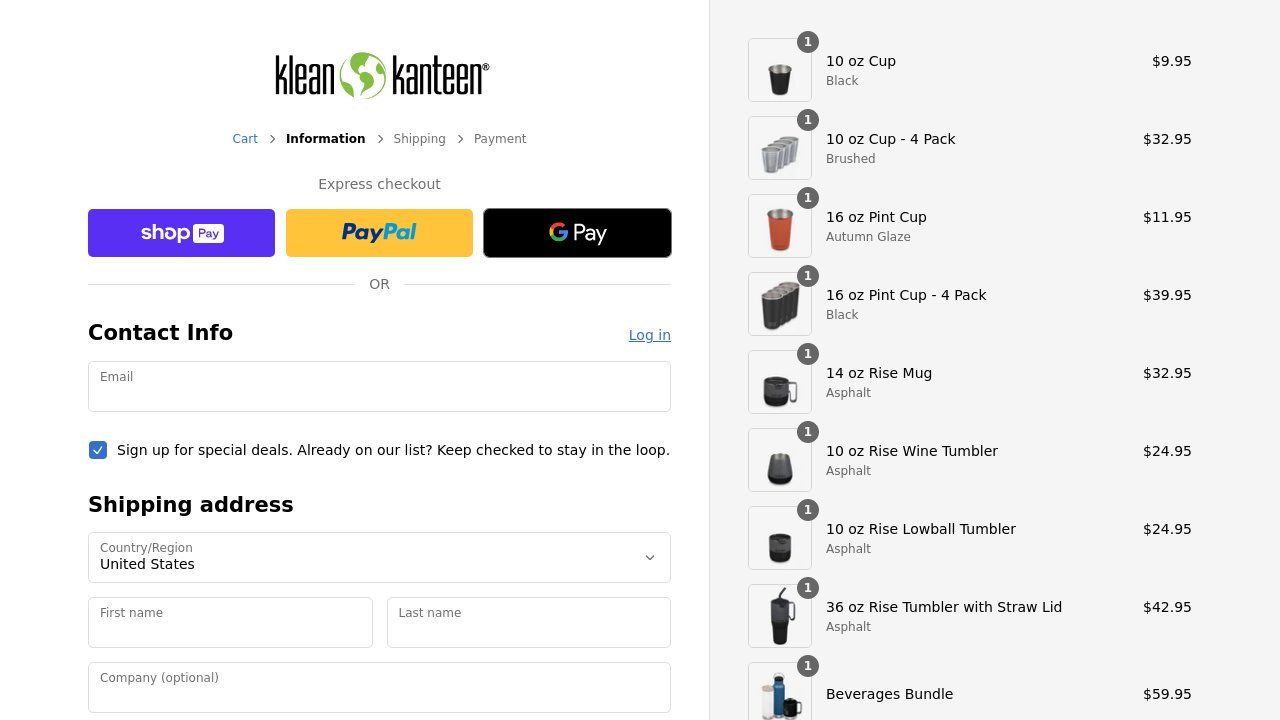 klean kanteen®
Cart > Information > Shipping > Payment
Express checkout
shop Pay
PayPal
G Pay
OR
Contact Info
Log in
Email
Sign up for special deals. Already on our list? Keep checked to stay in the loop.
Shipping address
Country/Region
United States
First name
Last name
Company (optional)
1
10 oz Cup
$9.95
Black
1
10 oz Cup - 4 Pack
$32.95
Brushed
1
16 oz Pint Cup
$11.95
Autumn Glaze
1
16 oz Pint Cup - 4 Pack
$39.95
Black
1
14 oz Rise Mug
$32.95
Asphalt
1
10 oz Rise Wine Tumbler
$24.95
Asphalt
1
10 oz Rise Lowball Tumbler
$24.95
Asphalt
1
36 oz Rise Tumbler with Straw Lid
$42.95
Asphalt
1
Beverages Bundle
$59.95